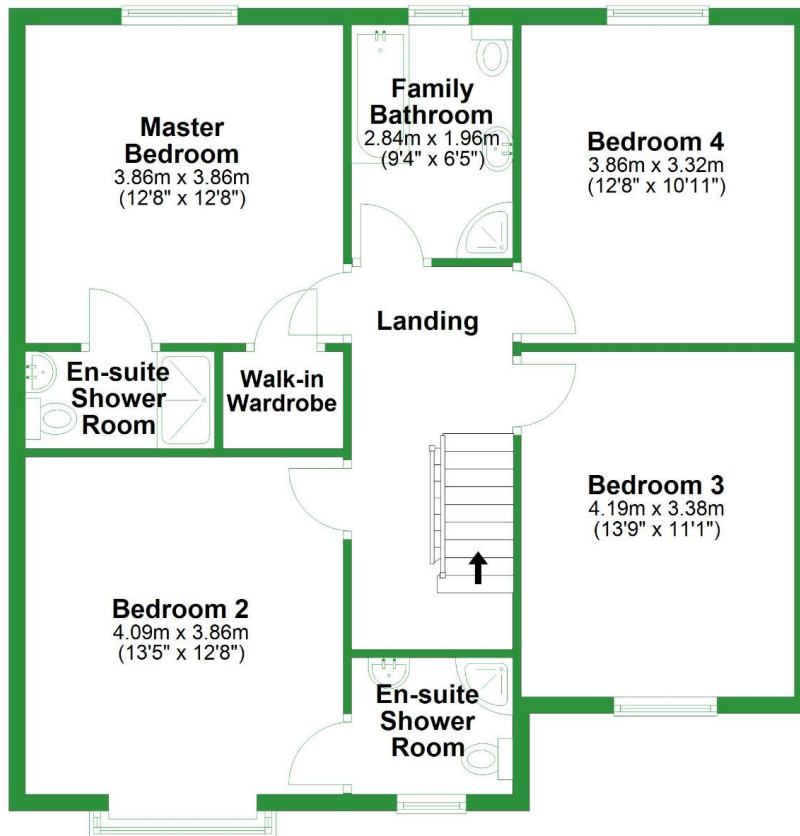 Master
Bedroom
3.86m x 3.86m
(12'8" x 12'8")
Family
Bathroom
2.84m x 1.96m
(9'4" x 6'5")
Bedroom 4
3.86m x 3.32m
(12'8" x 10'11")
Landing
En-suite
Shower
Room
Walk-in
Wardrobe
Bedroom 3
4.19m x 3.38m
(13'9" x 11'1")
Bedroom 2
4.09m x 3.86m
(13'5" x 12'8")
En-suite
Shower
Room